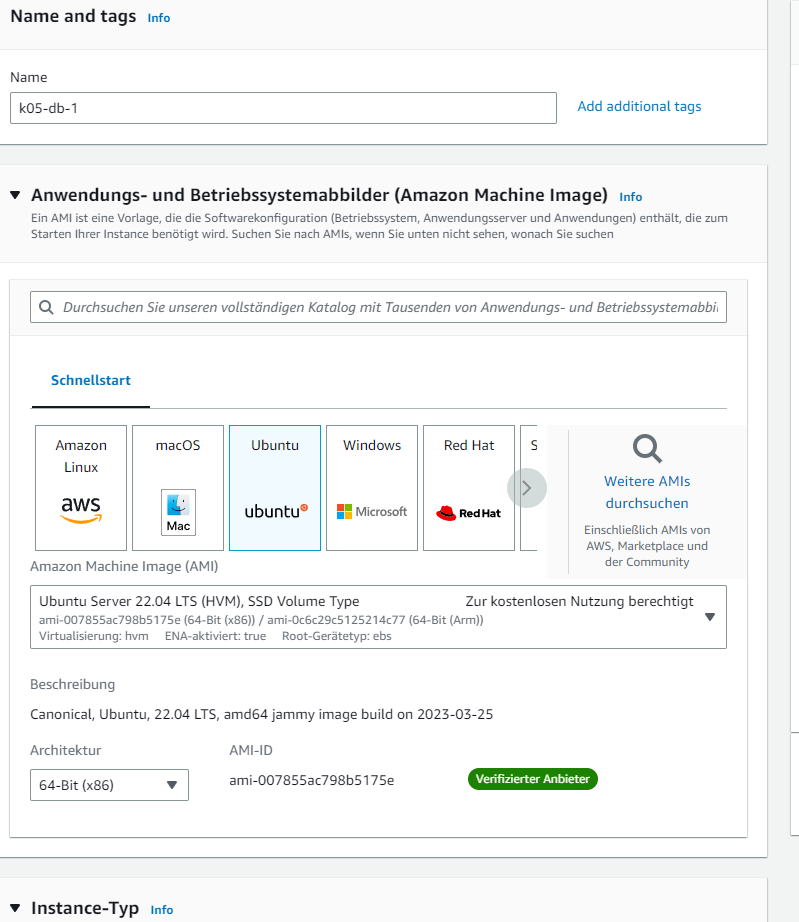 Name and tags Info
Name
k05-db-1
Add additional tags
Anwendungs- und Betriebssystemabbilder (Amazon Machine Image) Info
Ein AMI ist eine Vorlage, die die Softwarekonfiguration (Betriebssystem, Anwendungsserver und Anwendungen) enthält, die zum
Starten Ihrer Instance benötigt wird. Suchen Sie nach AMIs, wenn Sie unten nicht sehen, wonach Sie suchen
Durchsuchen Sie unseren vollständigen Katalog mit Tausenden von Anwendungs- und Betriebssystemabbi
Schnellstart
Amazon
Linux
aws
macOS
Mac
Ubuntu
ubuntu
Windows
Microsoft
Red Hat
Red Hat
S
Weitere AMIs
durchsuchen
Einschließlich AMIs von
AWS, Marketplace und
der Community
Amazon Machine Image (AMI)
Ubuntu Server 22.04 LTS (HVM), SSD Volume Type Zur kostenlosen Nutzung berechtigt
ami-007855ac798b5175e (64-Bit (x86)) / ami-0c6c29c5125214c77 (64-Bit (Arm))
Virtualisierung: hvm ENA-aktiviert: true Root-Gerätetyp: ebs
Beschreibung
Canonical, Ubuntu, 22.04 LTS, amd64 jammy image build on 2023-03-25
Architektur
64-Bit (x86)
AMI-ID
ami-007855ac798b5175e
Verifizierter Anbieter
Instance-Typ Info